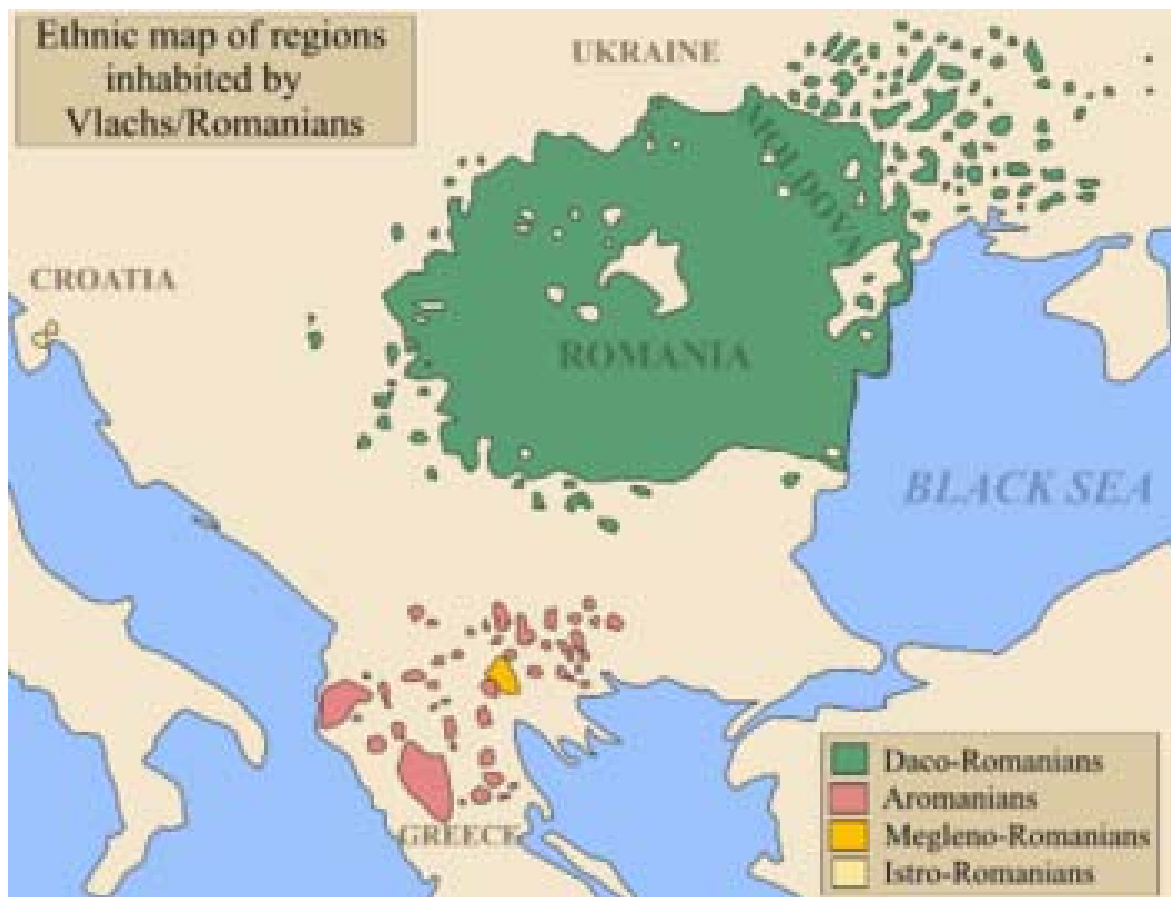 Ethnic map of regions
inhabited by
Vlachs/Romanians
UKRAINE
MOLDOVA
CROATIA
ROMANIA
BLACK SEA
GREECE
Daco-Romanians
Aromanians
Megleno-Romanians
Istro-Romanians